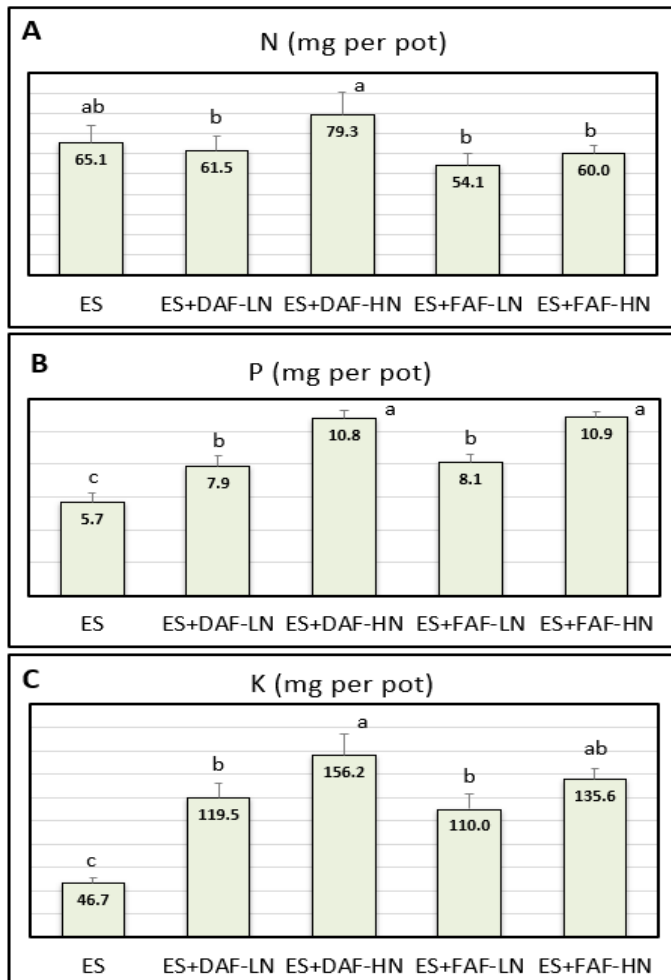 A
N (mg per pot)
ab b a b b
65.1 61.5 79.3 54.1 60.0
ES ES+DAF-LN ES+DAF-HN ES+FAF-LN ES+FAF-HN
B
P (mg per pot)
c b a b a
5.7 7.9 10.8 8.1 10.9
ES ES+DAF-LN ES+DAF-HN ES+FAF-LN ES+FAF-HN
C
K (mg per pot)
c b a b ab
46.7 119.5 156.2 110.0 135.6
ES ES+DAF-LN ES+DAF-HN ES+FAF-LN ES+FAF-HN